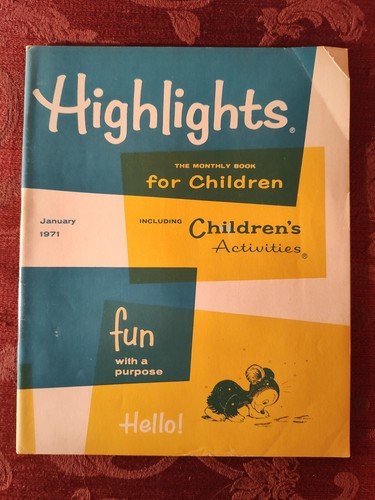 Highlights®
THE MONTHLY BOOK
for Children
January
1971
INCLUDING Children's
Activities®
fun
with a
purpose
Hello!